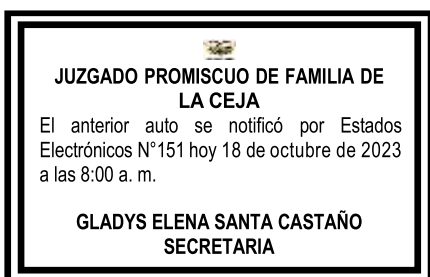 JUZGADO PROMISCUO DE FAMILIA DE
LA CEJA
El anterior auto se notificó por Estados
Electrónicos N°151 hoy 18 de octubre de 2023
a las 8:00 a. m.
GLADYS ELENA SANTA CASTAÑO
SECRETARIA